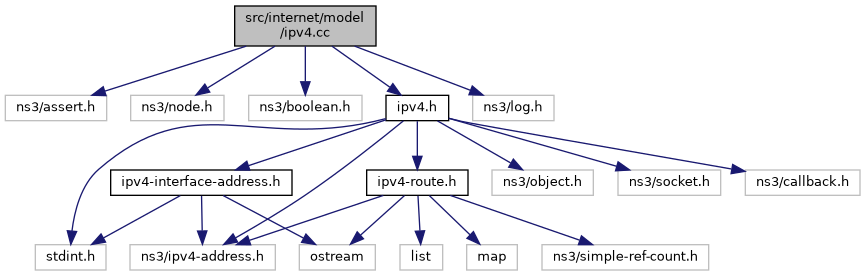 src/internet/model
/ipv4.cc
ns3/assert.h
ns3/node.h
ns3/boolean.h
ipv4.h
ns3/log.h
ipv4-interface-address.h
ipv4-route.h
ns3/object.h
ns3/socket.h
ns3/callback.h
stdint.h
ns3/ipv4-address.h
ostream
list
map
ns3/simple-ref-count.h